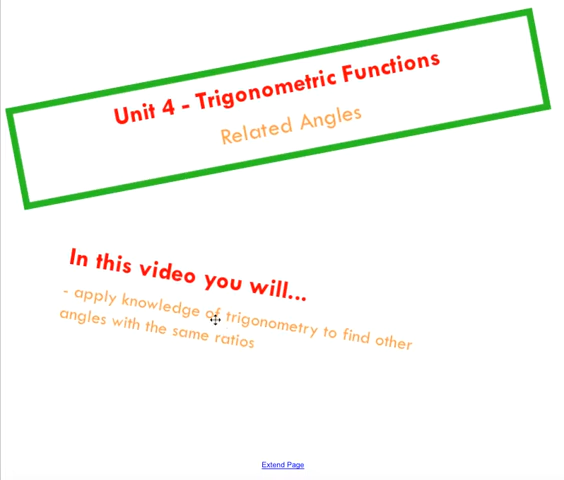 Unit 4 - Trigonometric Functions
Related Angles
In this video you will...
- apply knowledge of trigonometry to find other
angles with the same ratios
Extend Page